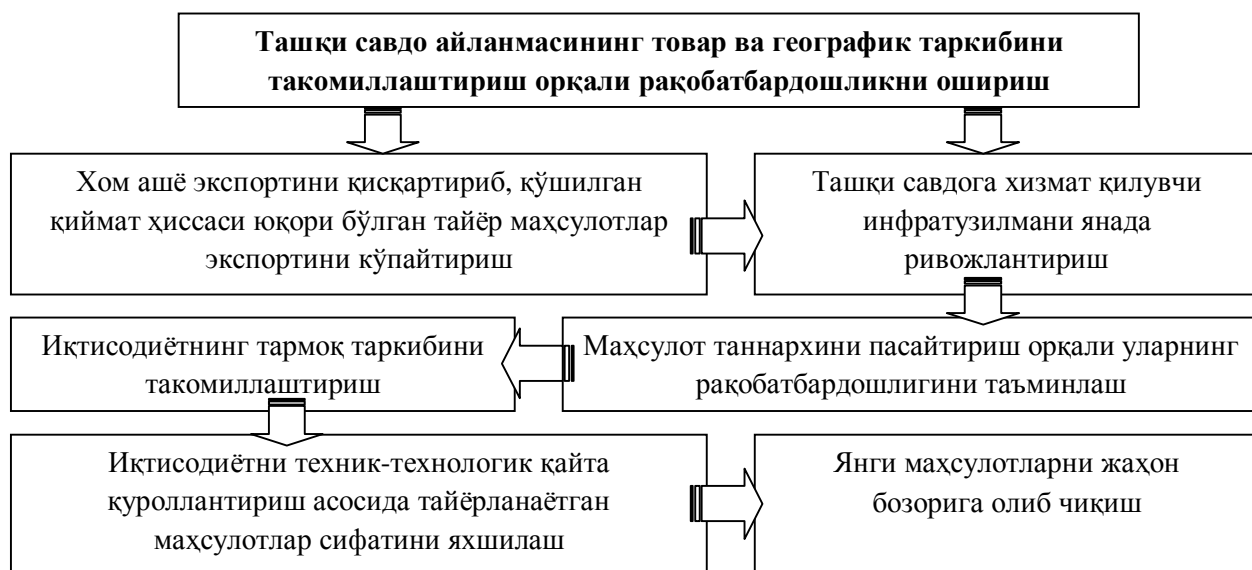 Ташқи савдо айланмасининг товар ва географик таркибини
такомиллаштириш орқали рақобатбардошликни ошириш
Хом ашё экспортини қисқартириб, қўшилган
қиймат ҳиссаси юқори бўлган тайёр маҳсулотлар
экспортини кўпайтириш
Ташқи савдога хизмат қилувчи
инфратузилмани янада
ривожлантириш
Иқтисодиётнинг тармоқ таркибини
такомиллаштириш
Маҳсулот таннархини пасайтириш орқали уларнинг
рақобатбардошлигини таъминлаш
Иқтисодиётни техник-технологик қайта
қуроллантириш асосида тайёрланаётган
маҳсулотлар сифатини яхшилаш
Янги маҳсулотларни жаҳон
бозорига олиб чиқиш